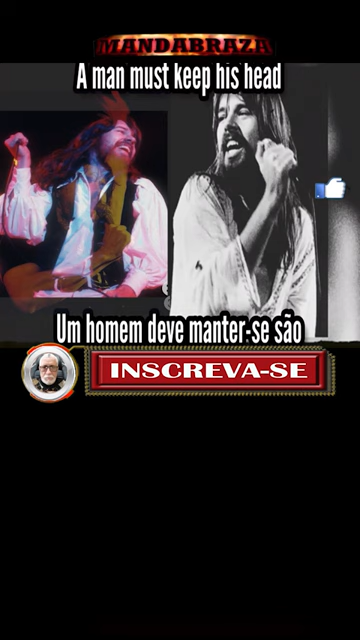 MANDABRAZA
A man must keep his head
Um homem deve manter-se são
INSCREVA-SE